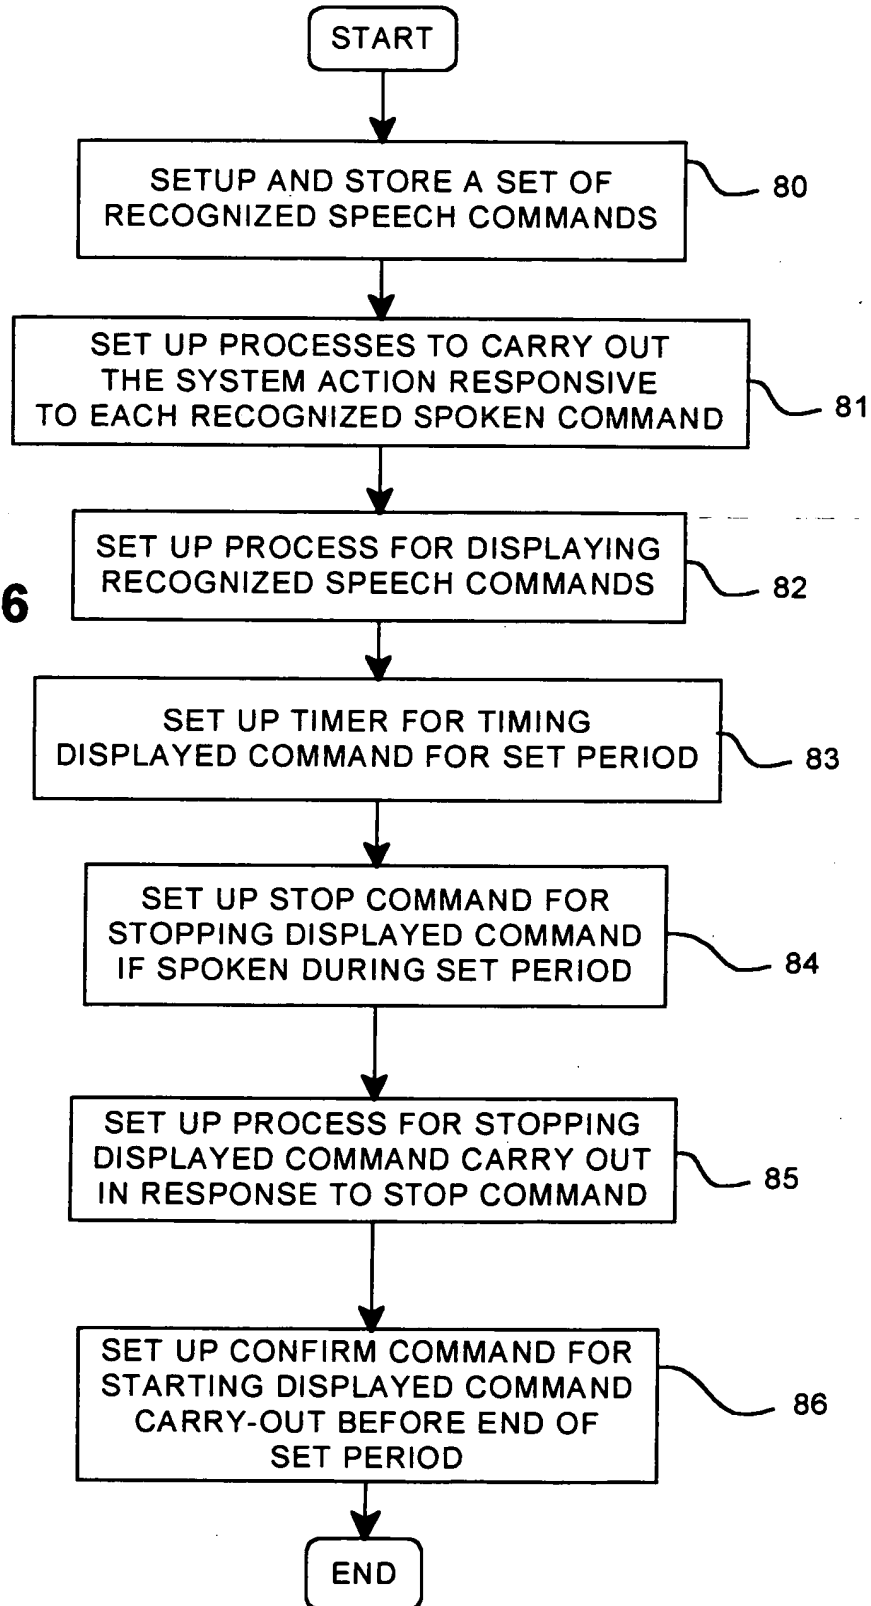 START
SETUP AND STORE A SET OF
RECOGNIZED SPEECH COMMANDS
80
SET UP PROCESSES TO CARRY OUT
THE SYSTEM ACTION RESPONSIVE
TO EACH RECOGNIZED SPOKEN COMMAND
81
SET UP PROCESS FOR DISPLAYING
RECOGNIZED SPEECH COMMANDS
82
6
SET UP TIMER FOR TIMING
DISPLAYED COMMAND FOR SET PERIOD
83
SET UP STOP COMMAND FOR
STOPPING DISPLAYED COMMAND
IF SPOKEN DURING SET PERIOD
84
SET UP PROCESS FOR STOPPING
DISPLAYED COMMAND CARRY OUT
IN RESPONSE TO STOP COMMAND
85
SET UP CONFIRM COMMAND FOR
STARTING DISPLAYED COMMAND
CARRY-OUT BEFORE END OF
SET PERIOD
86
END